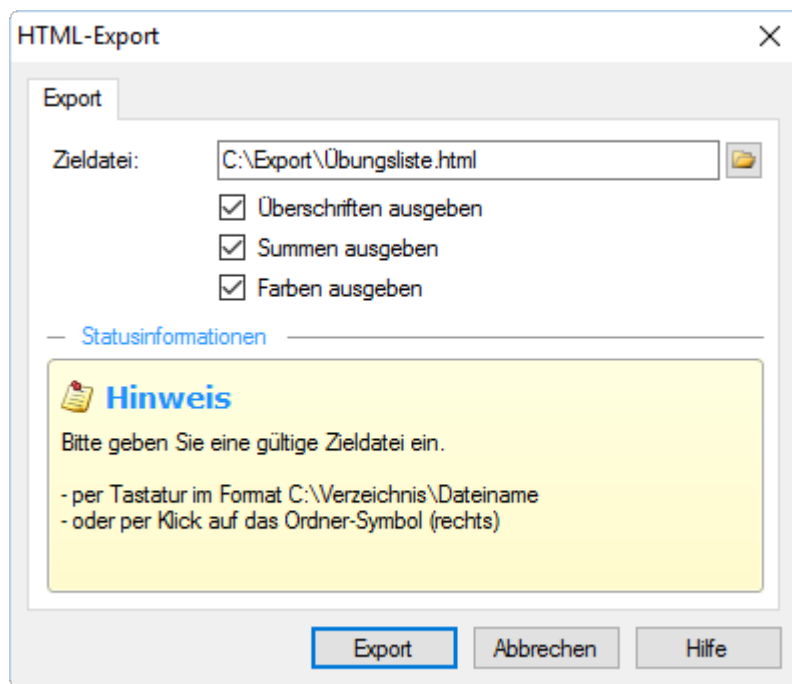 HTML-Export
Export
Zieldatei: C:\Export\Übungsliste.html
Überschriften ausgeben
Summen ausgeben
Farben ausgeben
Statusinformationen
Hinweis
Bitte geben Sie eine gültige Zieldatei ein.
- per Tastatur im Format C:\Verzeichnis\Dateiname
- oder per Klick auf das Ordner-Symbol (rechts)
Export Abbrechen Hilfe